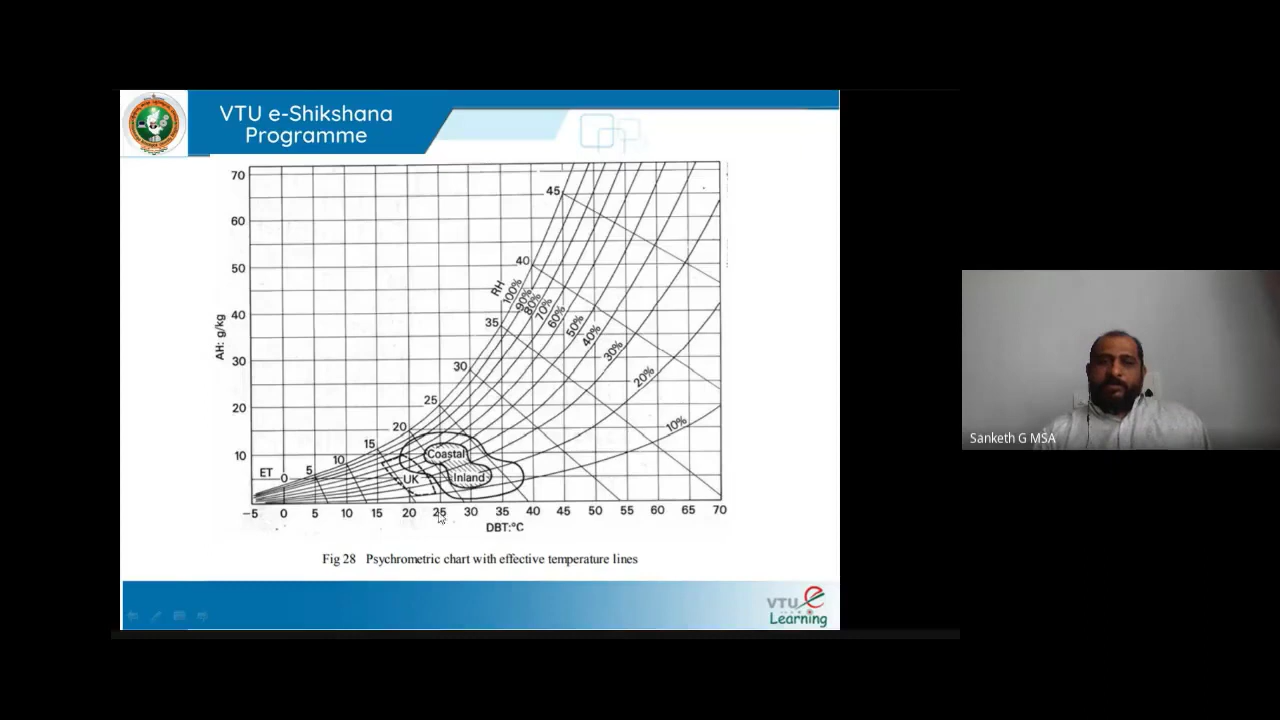 VTU e-Shikshana
Programme
70
60
50
40
30
20
10
AH: g/kg
45
40
35
30
25
20
15
10
5
0
ET
RH
100%
90%
80%
70%
60%
50%
40%
30%
20%
10%
Coastal
Inland
UK
-5 0 5 10 15 20 25 30 35 40 45 50 55 60 65 70
DBT:°C
Fig 28 Psychrometric chart with effective temperature lines
VTU e
Learning
Sanketh G MSA